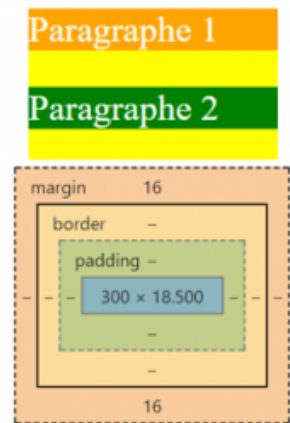 Paragraphe 1
Paragraphe 2
margin 16
border –
padding –
– – – 300 × 18.500 – – –
–
–
16